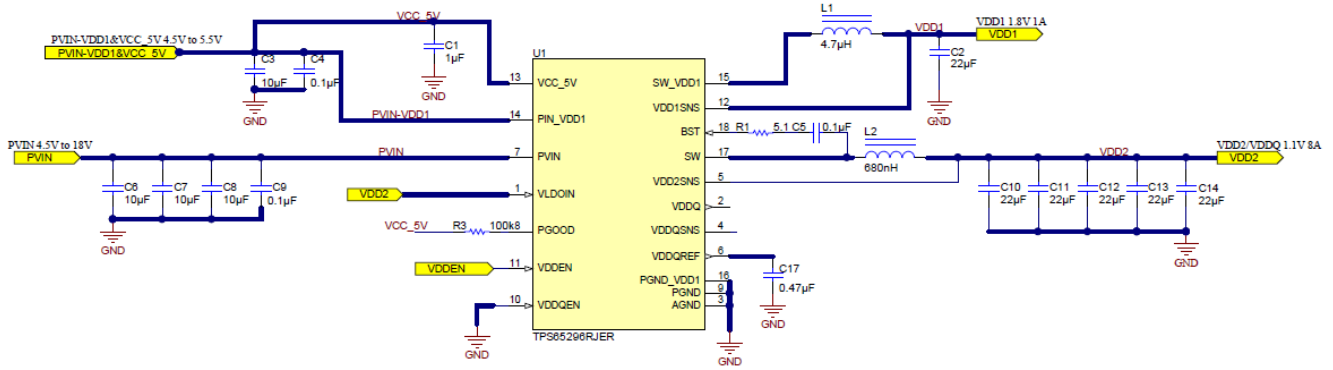 PVIN-VDD1&VCC_5V 4.5V to 5.5V
PVIN-VDD1&VCC 5V
VCC 5V
C1
1µF
GND
C3
10µF
C4
0.1µF
GND
PVIN-VDD1
PVIN 4.5V to 18V
PVIN
PVIN
C6
10µF
C7
10µF
C8
10µF
C9
0.1µF
GND
VDD2
VCC_5V
R3
100k
VDDEN
GND
U1
13 VCC_5V
14 PIN_VDD1
7 PVIN
1 VLDOIN
8 PGOOD
11 VDDEN
10 VDDQEN
SW_VDD1 15
VDD1SNS 12
BST 18
SW 17
VDD2SNS 5
VDDQ 2
VDDQSNS 4
VDDQREF 6
PGND_VDD1 16
PGND 9
AGND 3
TPS65296RJER
L1
4.7µH
VDD1
VDD1 1.8V 1A
VDD1
C2
22µF
GND
R1
5.1
C5
0.1µF
L2
680nH
VDD2
VDD2/VDDQ 1.1V 8A
VDD2
C10
22µF
C11
22µF
C12
22µF
C13
22µF
C14
22µF
GND
C17
0.47µF
GND
GND